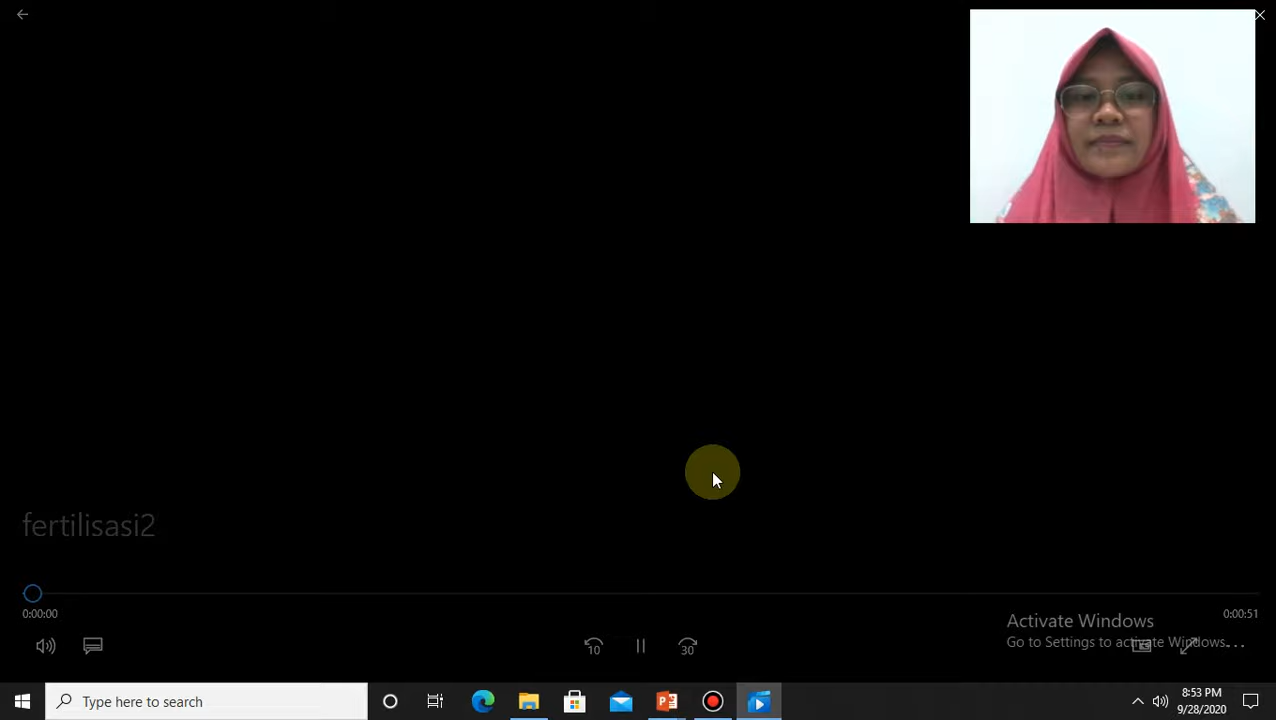 fertilisasi2
0:00:00
0:00:51
10
30
Activate Windows
Go to Settings to activate Windows.
Type here to search
8:53 PM
9/28/2020